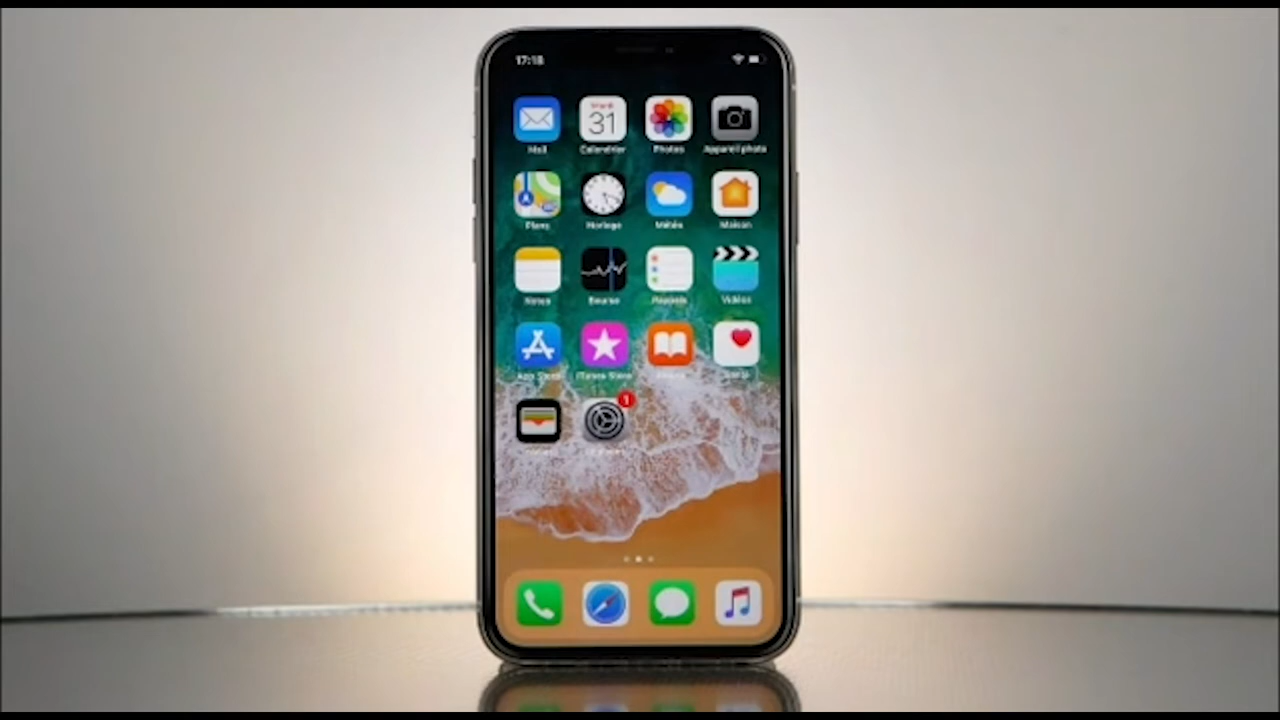 17:18
Mardi
31
Mail Calendrier Photos Appareil photo
Plans Horloge Météo Maison
Notes Bourse Rappels Vidéos
App Store iTunes Store
1